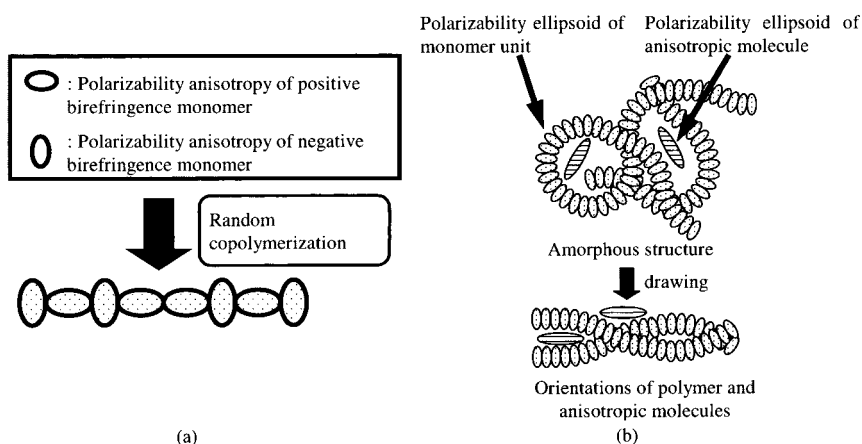 : Polarizability anisotropy of positive
birefringence monomer
: Polarizability anisotropy of negative
birefringence monomer
Random
copolymerization
(a)
Polarizability ellipsoid of
monomer unit
Polarizability ellipsoid of
anisotropic molecule
Amorphous structure
drawing
Orientations of polymer and
anisotropic molecules
(b)